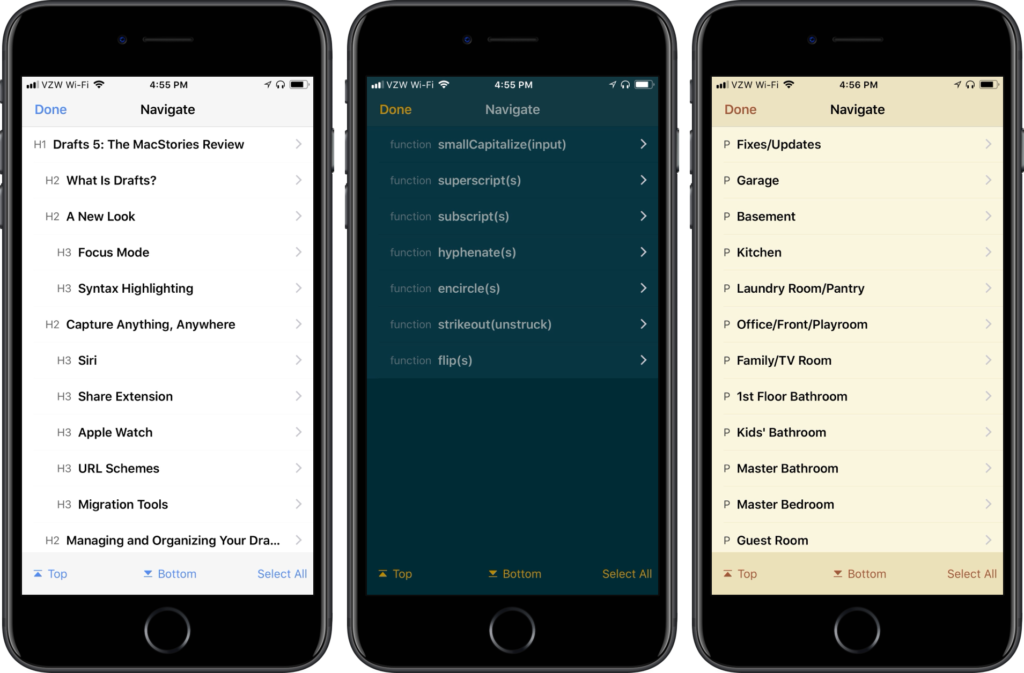 VZW Wi-Fi 4:55 PM
Done Navigate
H1 Drafts 5: The MacStories Review
H2 What Is Drafts?
H2 A New Look
H3 Focus Mode
H3 Syntax Highlighting
H2 Capture Anything, Anywhere
H3 Siri
H3 Share Extension
H3 Apple Watch
H3 URL Schemes
H3 Migration Tools
H2 Managing and Organizing Your Dra...
Top Bottom Select All
VZW Wi-Fi 4:55 PM
Done Navigate
function smallCapitalize(input)
function superscript(s)
function subscript(s)
function hyphenate(s)
function encircle(s)
function strikeout(unstruck)
function flip(s)
Top Bottom Select All
VZW Wi-Fi 4:56 PM
Done Navigate
P Fixes/Updates
P Garage
P Basement
P Kitchen
P Laundry Room/Pantry
P Office/Front/Playroom
P Family/TV Room
P 1st Floor Bathroom
P Kids' Bathroom
P Master Bathroom
P Master Bedroom
P Guest Room
Top Bottom Select All